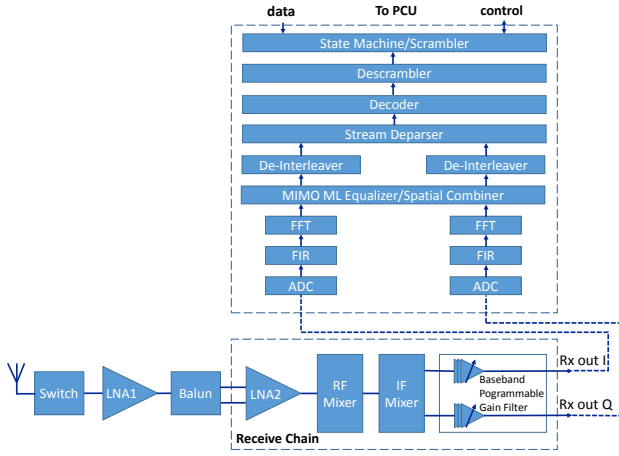 data To PCU control
State Machine/Scrambler
Descrambler
Decoder
Stream Deparser
De-Interleaver De-Interleaver
MIMO ML Equalizer/Spatial Combiner
FFT FFT
FIR FIR
ADC ADC
Rx out I
Switch LNA1 Balun LNA2 RF Mixer IF Mixer
Baseband
Pogrammable
Gain Filter
Rx out Q
Receive Chain